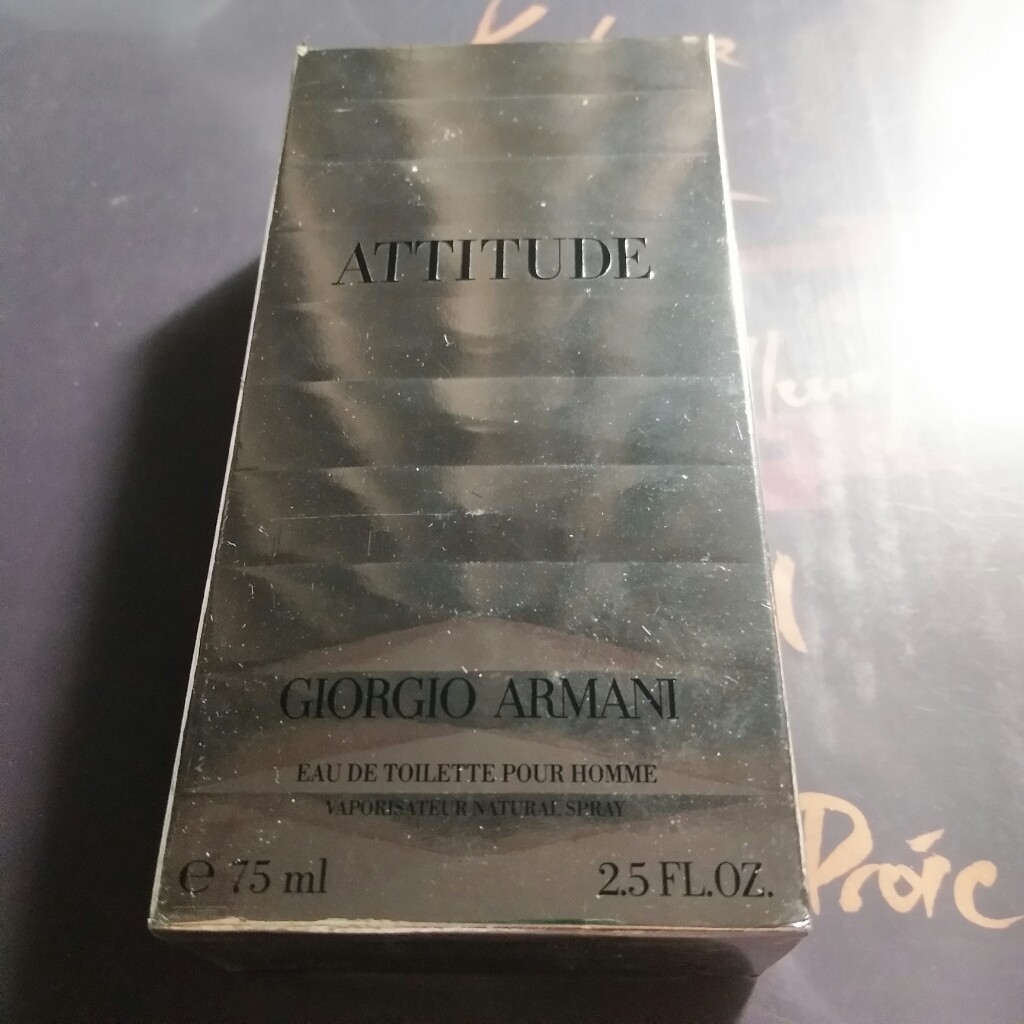 ATTITUDE
GIORGIO ARMANI
EAU DE TOILETTE POUR HOMME
VAPORISATEUR NATURAL SPRAY
℮ 75 ml 2.5 FL.OZ.